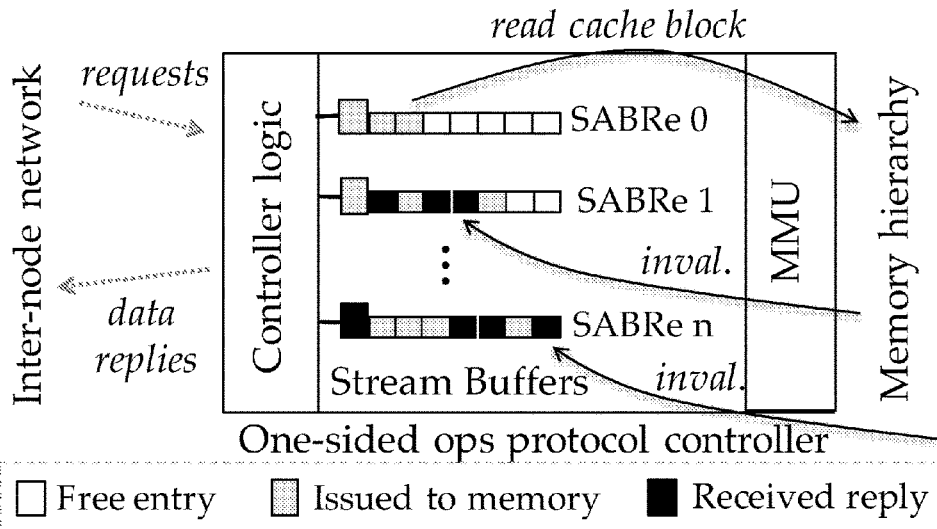 read cache block
requests
SABRe 0
SABRe 1
inval.
SABRe n
inval.
data
replies
Inter-node network
Controller logic
Stream Buffers
MMU
Memory hierarchy
One-sided ops protocol controller
Free entry
Issued to memory
Received reply